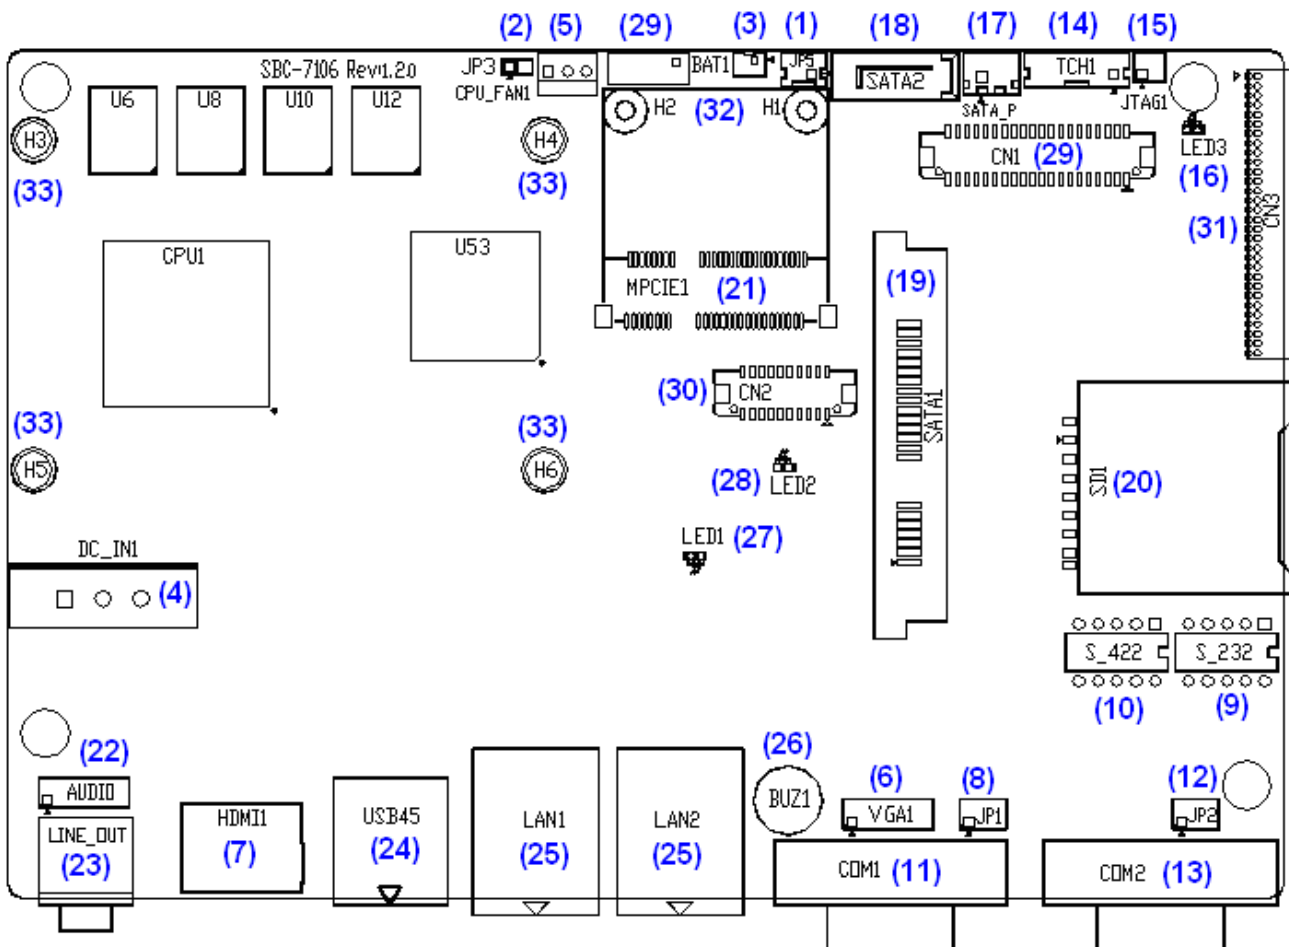 (2) (5) (29) (3) (1) (18) (17) (14) (15)
SBC-7106 Rev:1.20
JP3
CPU_FAN1
BAT1
JP5
SATA2
SATA_P
TCH1
JTAG1
U6 U8 U10 U12
H2 (32) H1
H3
(33)
H4
(33)
CN1 (29)
LED3
(16)
(31)
CN3
CPU1
U53
MPCIE1 (21)
(19)
SATA1
(30) CN2
(33)
H5
(33)
H6
(28) LED2
SD1 (20)
LED1 (27)
DC_IN1
(4)
S_422 S_232
(10) (9)
(22)
AUDIO
LINE_OUT
(23)
HDMI1
(7)
USB45
(24)
LAN1
(25)
LAN2
(25)
(26)
BUZ1
(6)
VGA1
(8)
JP1
(12)
JP2
COM1 (11)
COM2 (13)